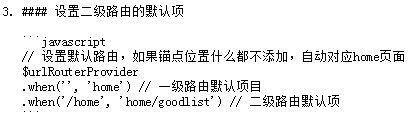 3. #### 设置二级路由的默认项
```javascript
// 设置默认路由，如果锚点位置什么都不添加，自动对应home页面
$urlRouterProvider
.when('', 'home') // 一级路由默认项目
.when('/home', 'home/goodlist') // 二级路由默认项
```